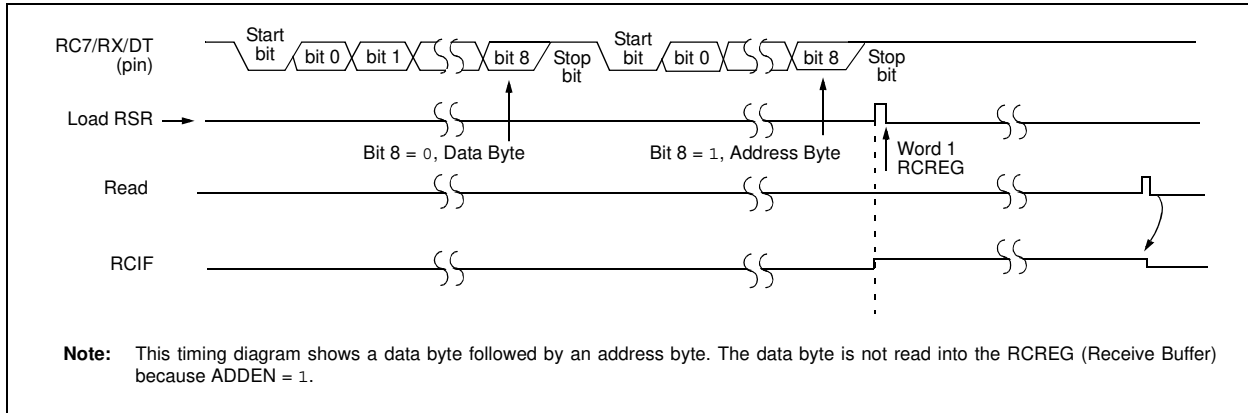 RC7/RX/DT
(pin)
Start
bit
bit 0
bit 1
bit 8
Stop
bit
Start
bit
bit 0
bit 8
Stop
bit
Load RSR
Bit 8 = 0, Data Byte
Bit 8 = 1, Address Byte
Word 1
RCREG
Read
RCIF
Note: This timing diagram shows a data byte followed by an address byte. The data byte is not read into the RCREG (Receive Buffer)
because ADDEN = 1.